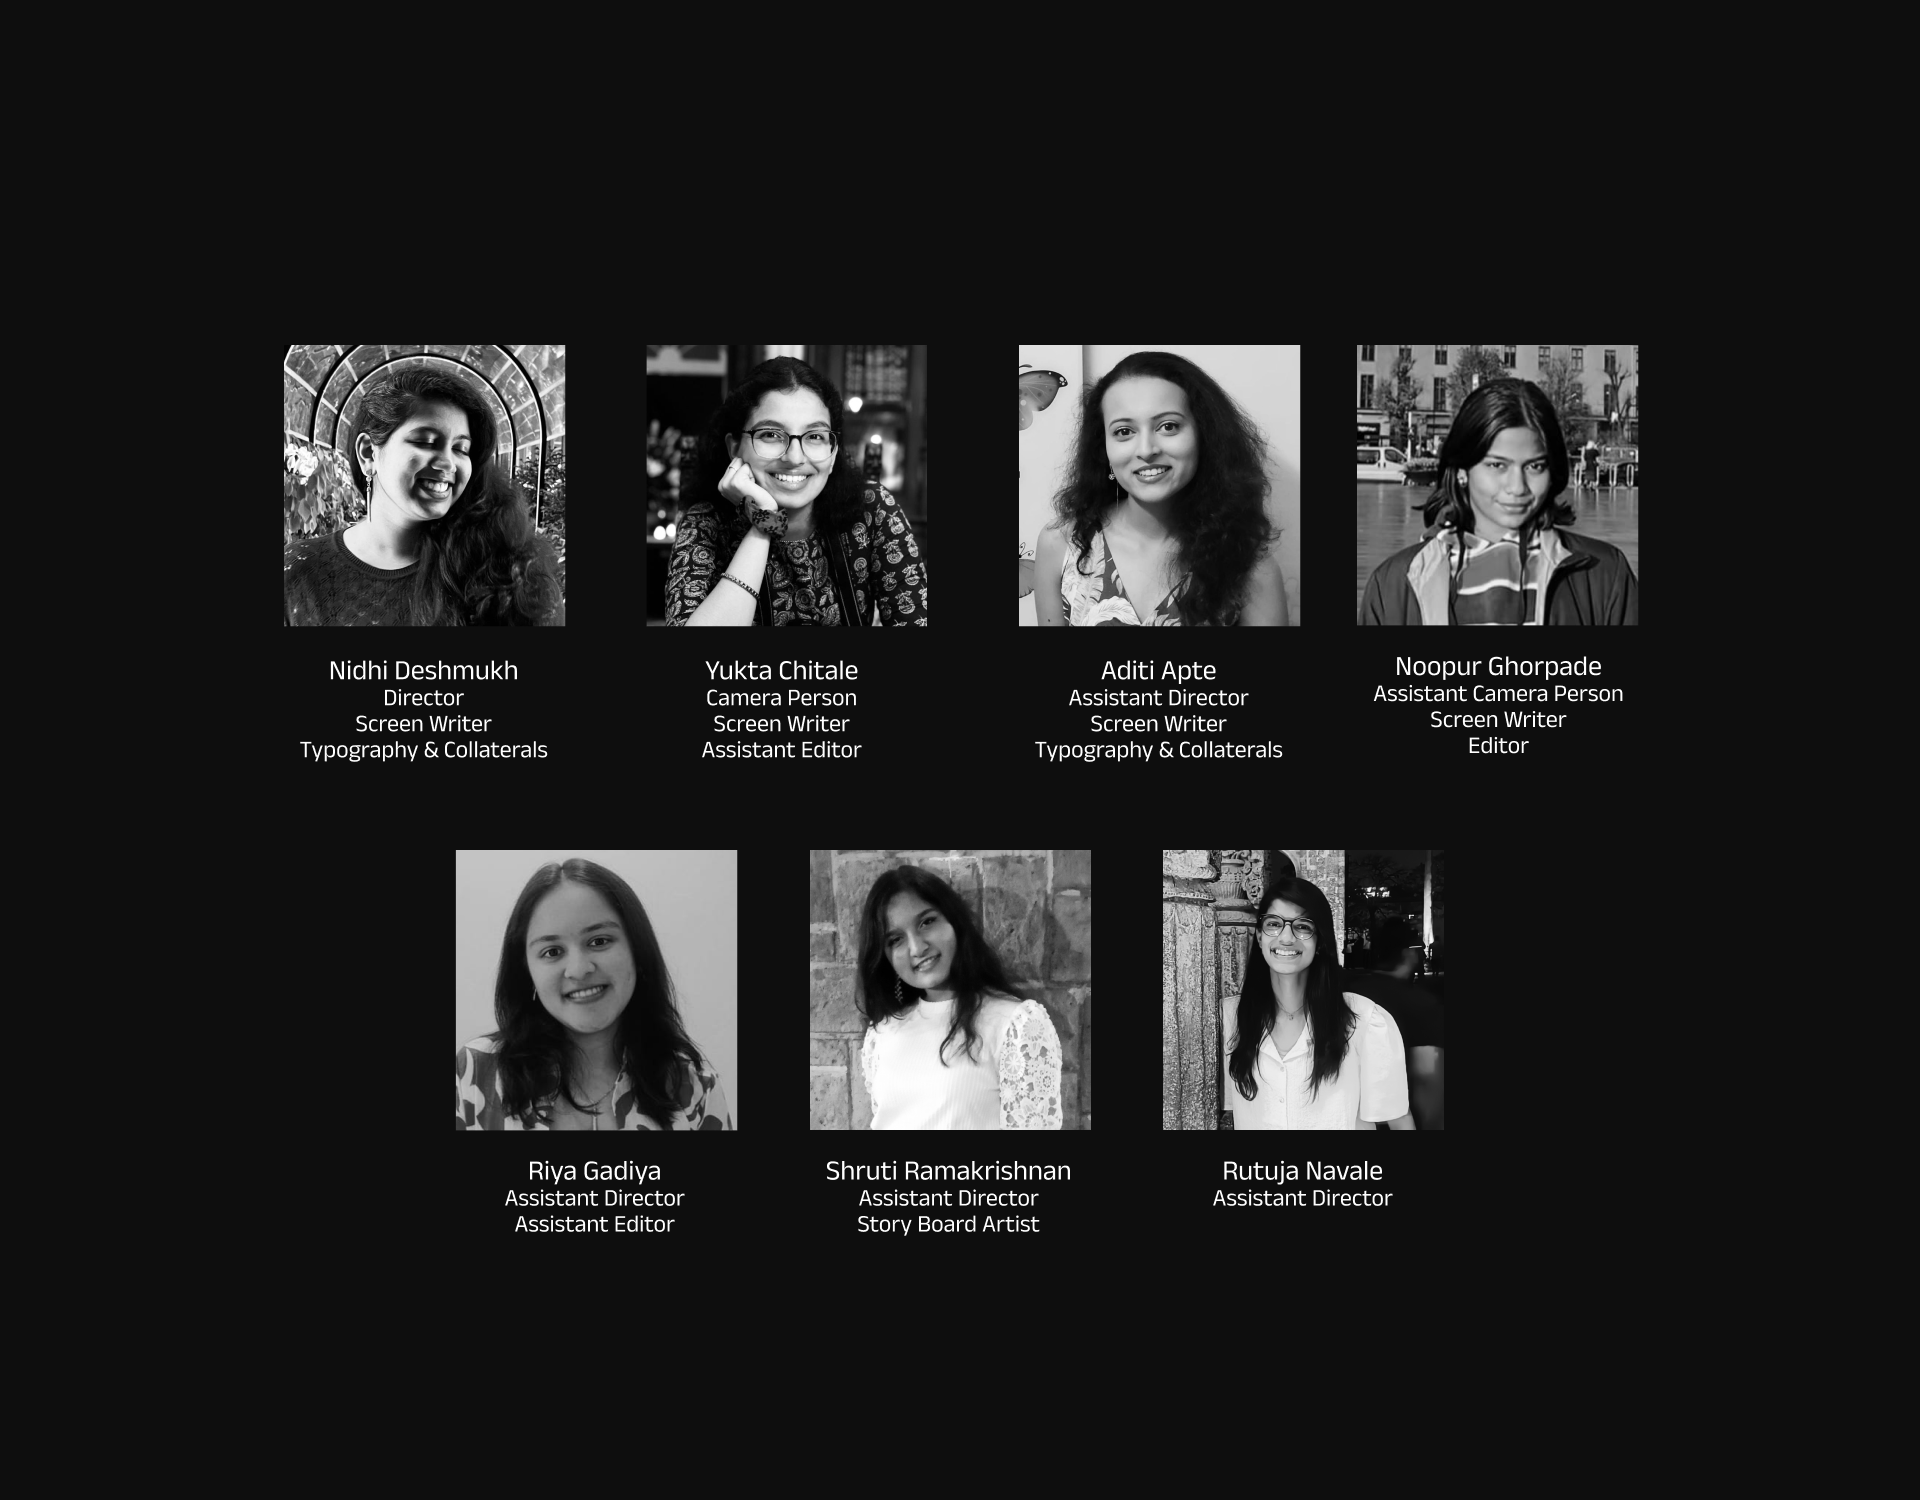 Nidhi Deshmukh
Director
Screen Writer
Typography & Collaterals
Yukta Chitale
Camera Person
Screen Writer
Assistant Editor
Aditi Apte
Assistant Director
Screen Writer
Typography & Collaterals
Noopur Ghorpade
Assistant Camera Person
Screen Writer
Editor
Riya Gadiya
Assistant Director
Assistant Editor
Shruti Ramakrishnan
Assistant Director
Story Board Artist
Rutuja Navale
Assistant Director